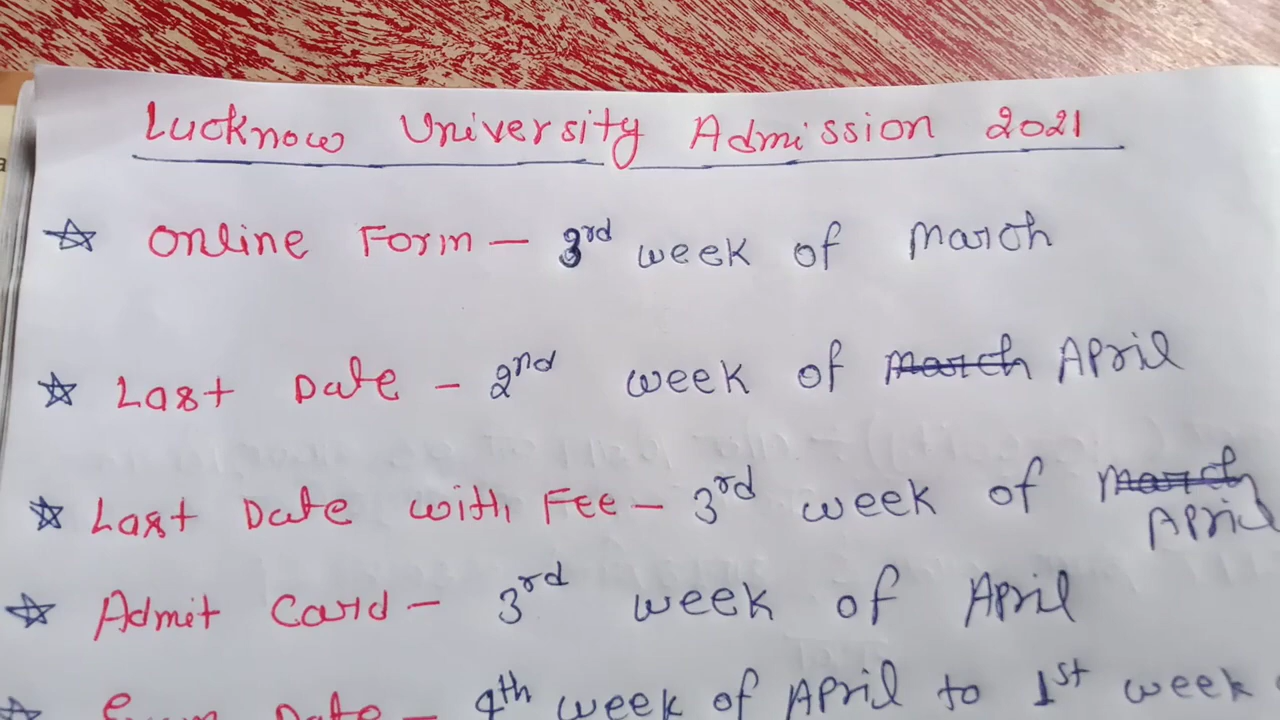 Lucknow University Admission 2021
☆ Online Form - 3rd week of march
☆ Last Date - 2nd week of march April
☆ Last Date with Fee - 3rd week of march
April
☆ Admit Card - 3rd week of April
☆ Exam Date - 4th week of April to 1st week